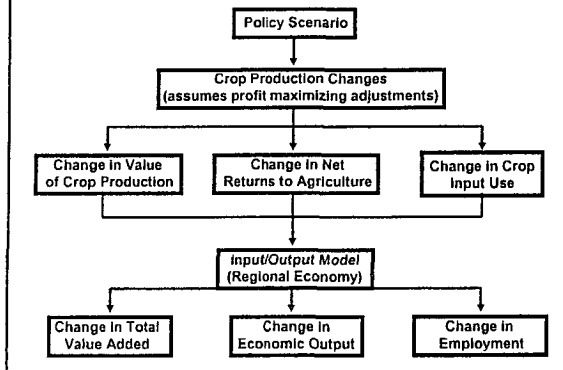 Policy Scenario
Crop Production Changes
(assumes profit maximizing adjustments)
Change in Value
of Crop Production
Change in Net
Returns to Agriculture
Change in Crop
Input Use
Input/Output Model
(Regional Economy)
Change in Total
Value Added
Change in
Economic Output
Change in
Employment